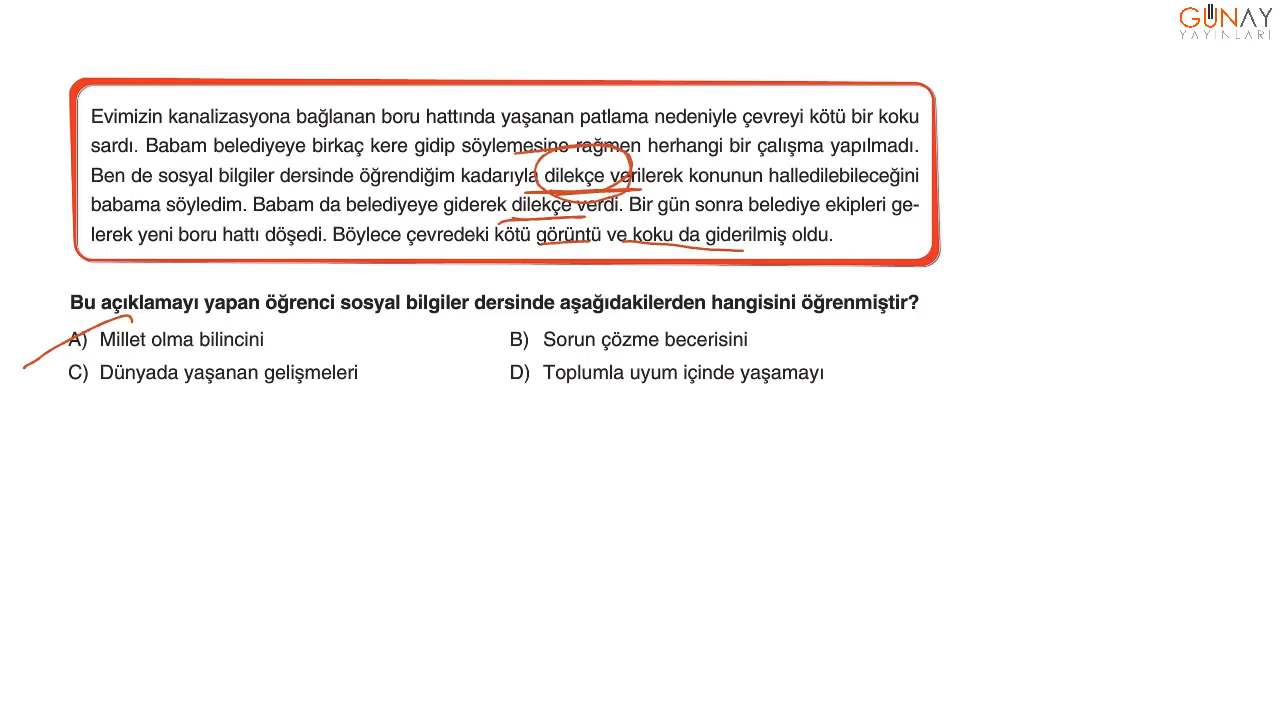 GÜNAY
YAYINLARI
Evimizin kanalizasyona bağlanan boru hattında yaşanan patlama nedeniyle çevreyi kötü bir koku
sardı. Babam belediyeye birkaç kere gidip söylemesine rağmen herhangi bir çalışma yapılmadı.
Ben de sosyal bilgiler dersinde öğrendiğim kadarıyla dilekçe verilerek konunun halledilebileceğini
babama söyledim. Babam da belediyeye giderek dilekçe verdi. Bir gün sonra belediye ekipleri ge-
lerek yeni boru hattı döşedi. Böylece çevredeki kötü görüntü ve koku da giderilmiş oldu.
Bu açıklamayı yapan öğrenci sosyal bilgiler dersinde aşağıdakilerden hangisini öğrenmiştir?
A) Millet olma bilincini
B) Sorun çözme becerisini
C) Dünyada yaşanan gelişmeleri
D) Toplumla uyum içinde yaşamayı